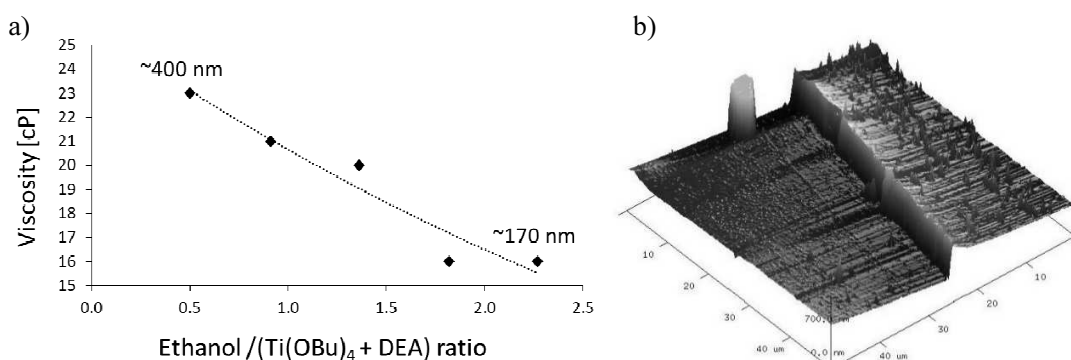 a)
b)
25
24
23
22
21
20
19
18
17
16
15
Viscosity [cP]
~400 nm
~170 nm
0.0 0.5 1.0 1.5 2.0 2.5
Ethanol /(Ti(OBu)4 + DEA) ratio
10
20
30
40 um
700.0 nm
0.0 nm
10
20
30
40 um